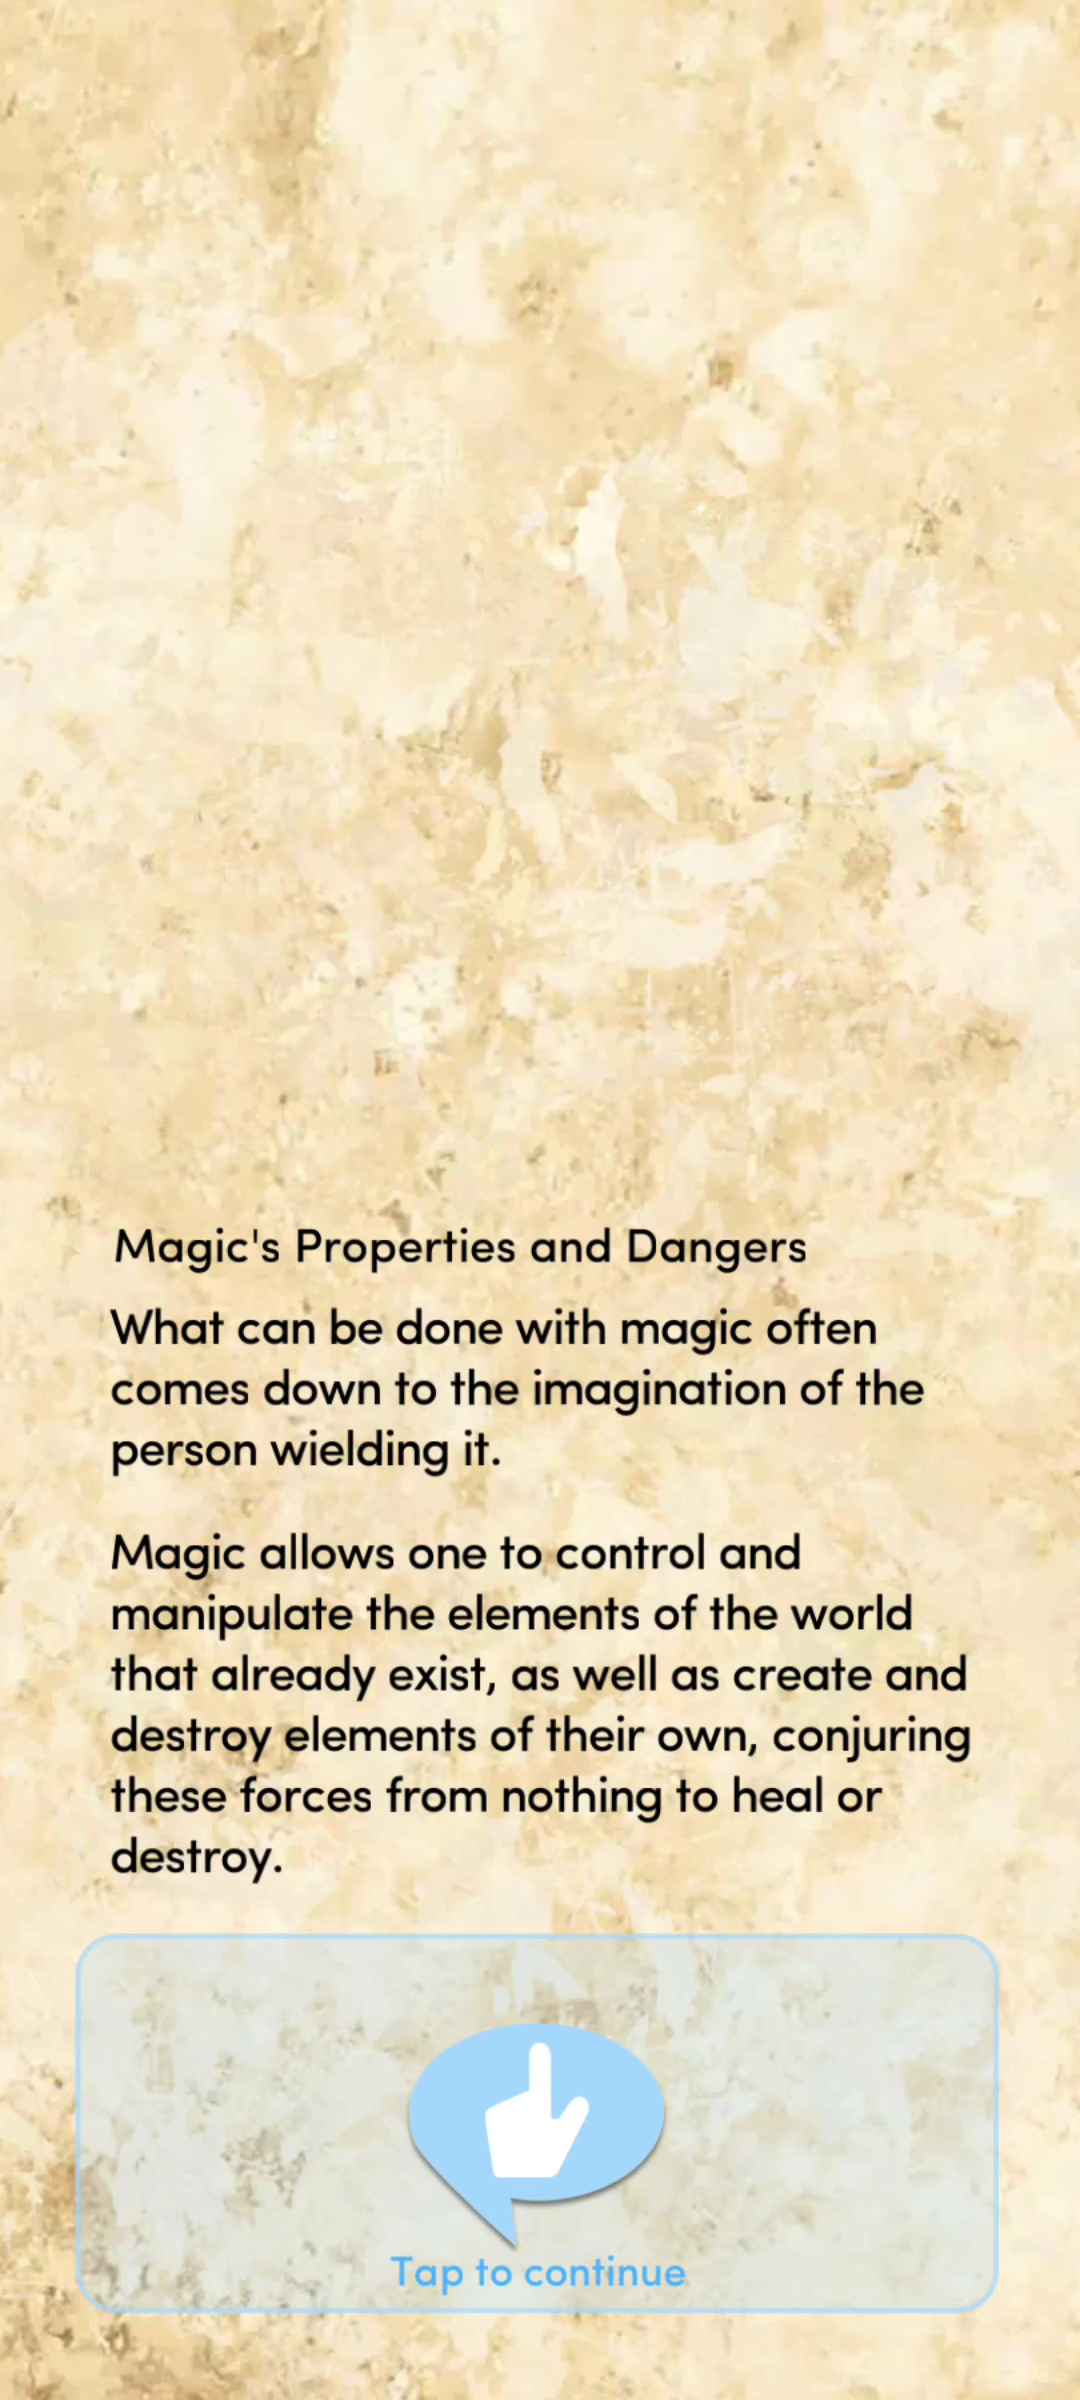 Magic's Properties and Dangers
What can be done with magic often
comes down to the imagination of the
person wielding it.
Magic allows one to control and
manipulate the elements of the world
that already exist, as well as create and
destroy elements of their own, conjuring
these forces from nothing to heal or
destroy.
Tap to continue